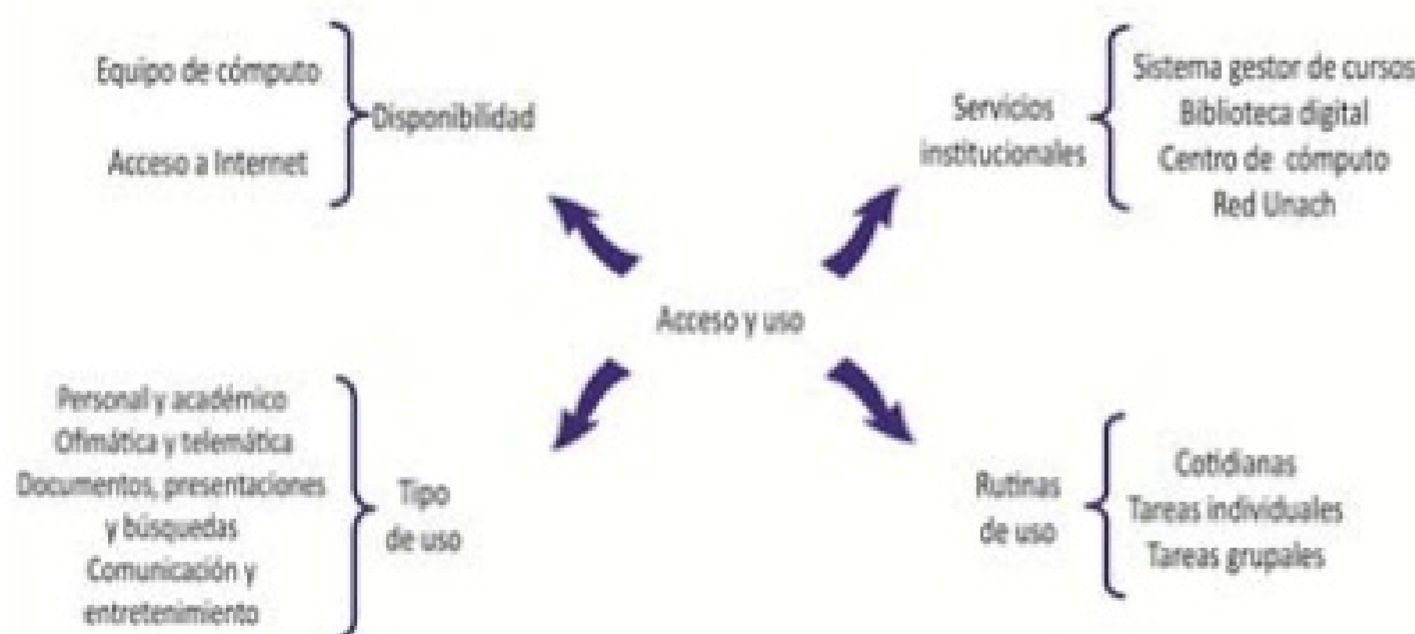 Equipo de cómputo
Acceso a Internet
Disponibilidad
Servicios
institucionales
Sistema gestor de cursos
Biblioteca digital
Centro de cómputo
Red Unach
Acceso y uso
Personal y académico
Ofimática y telemática
Documentos, presentaciones
y búsquedas
Comunicación y
entretenimiento
Tipo
de uso
Rutinas
de uso
Cotidianas
Tareas individuales
Tareas grupales